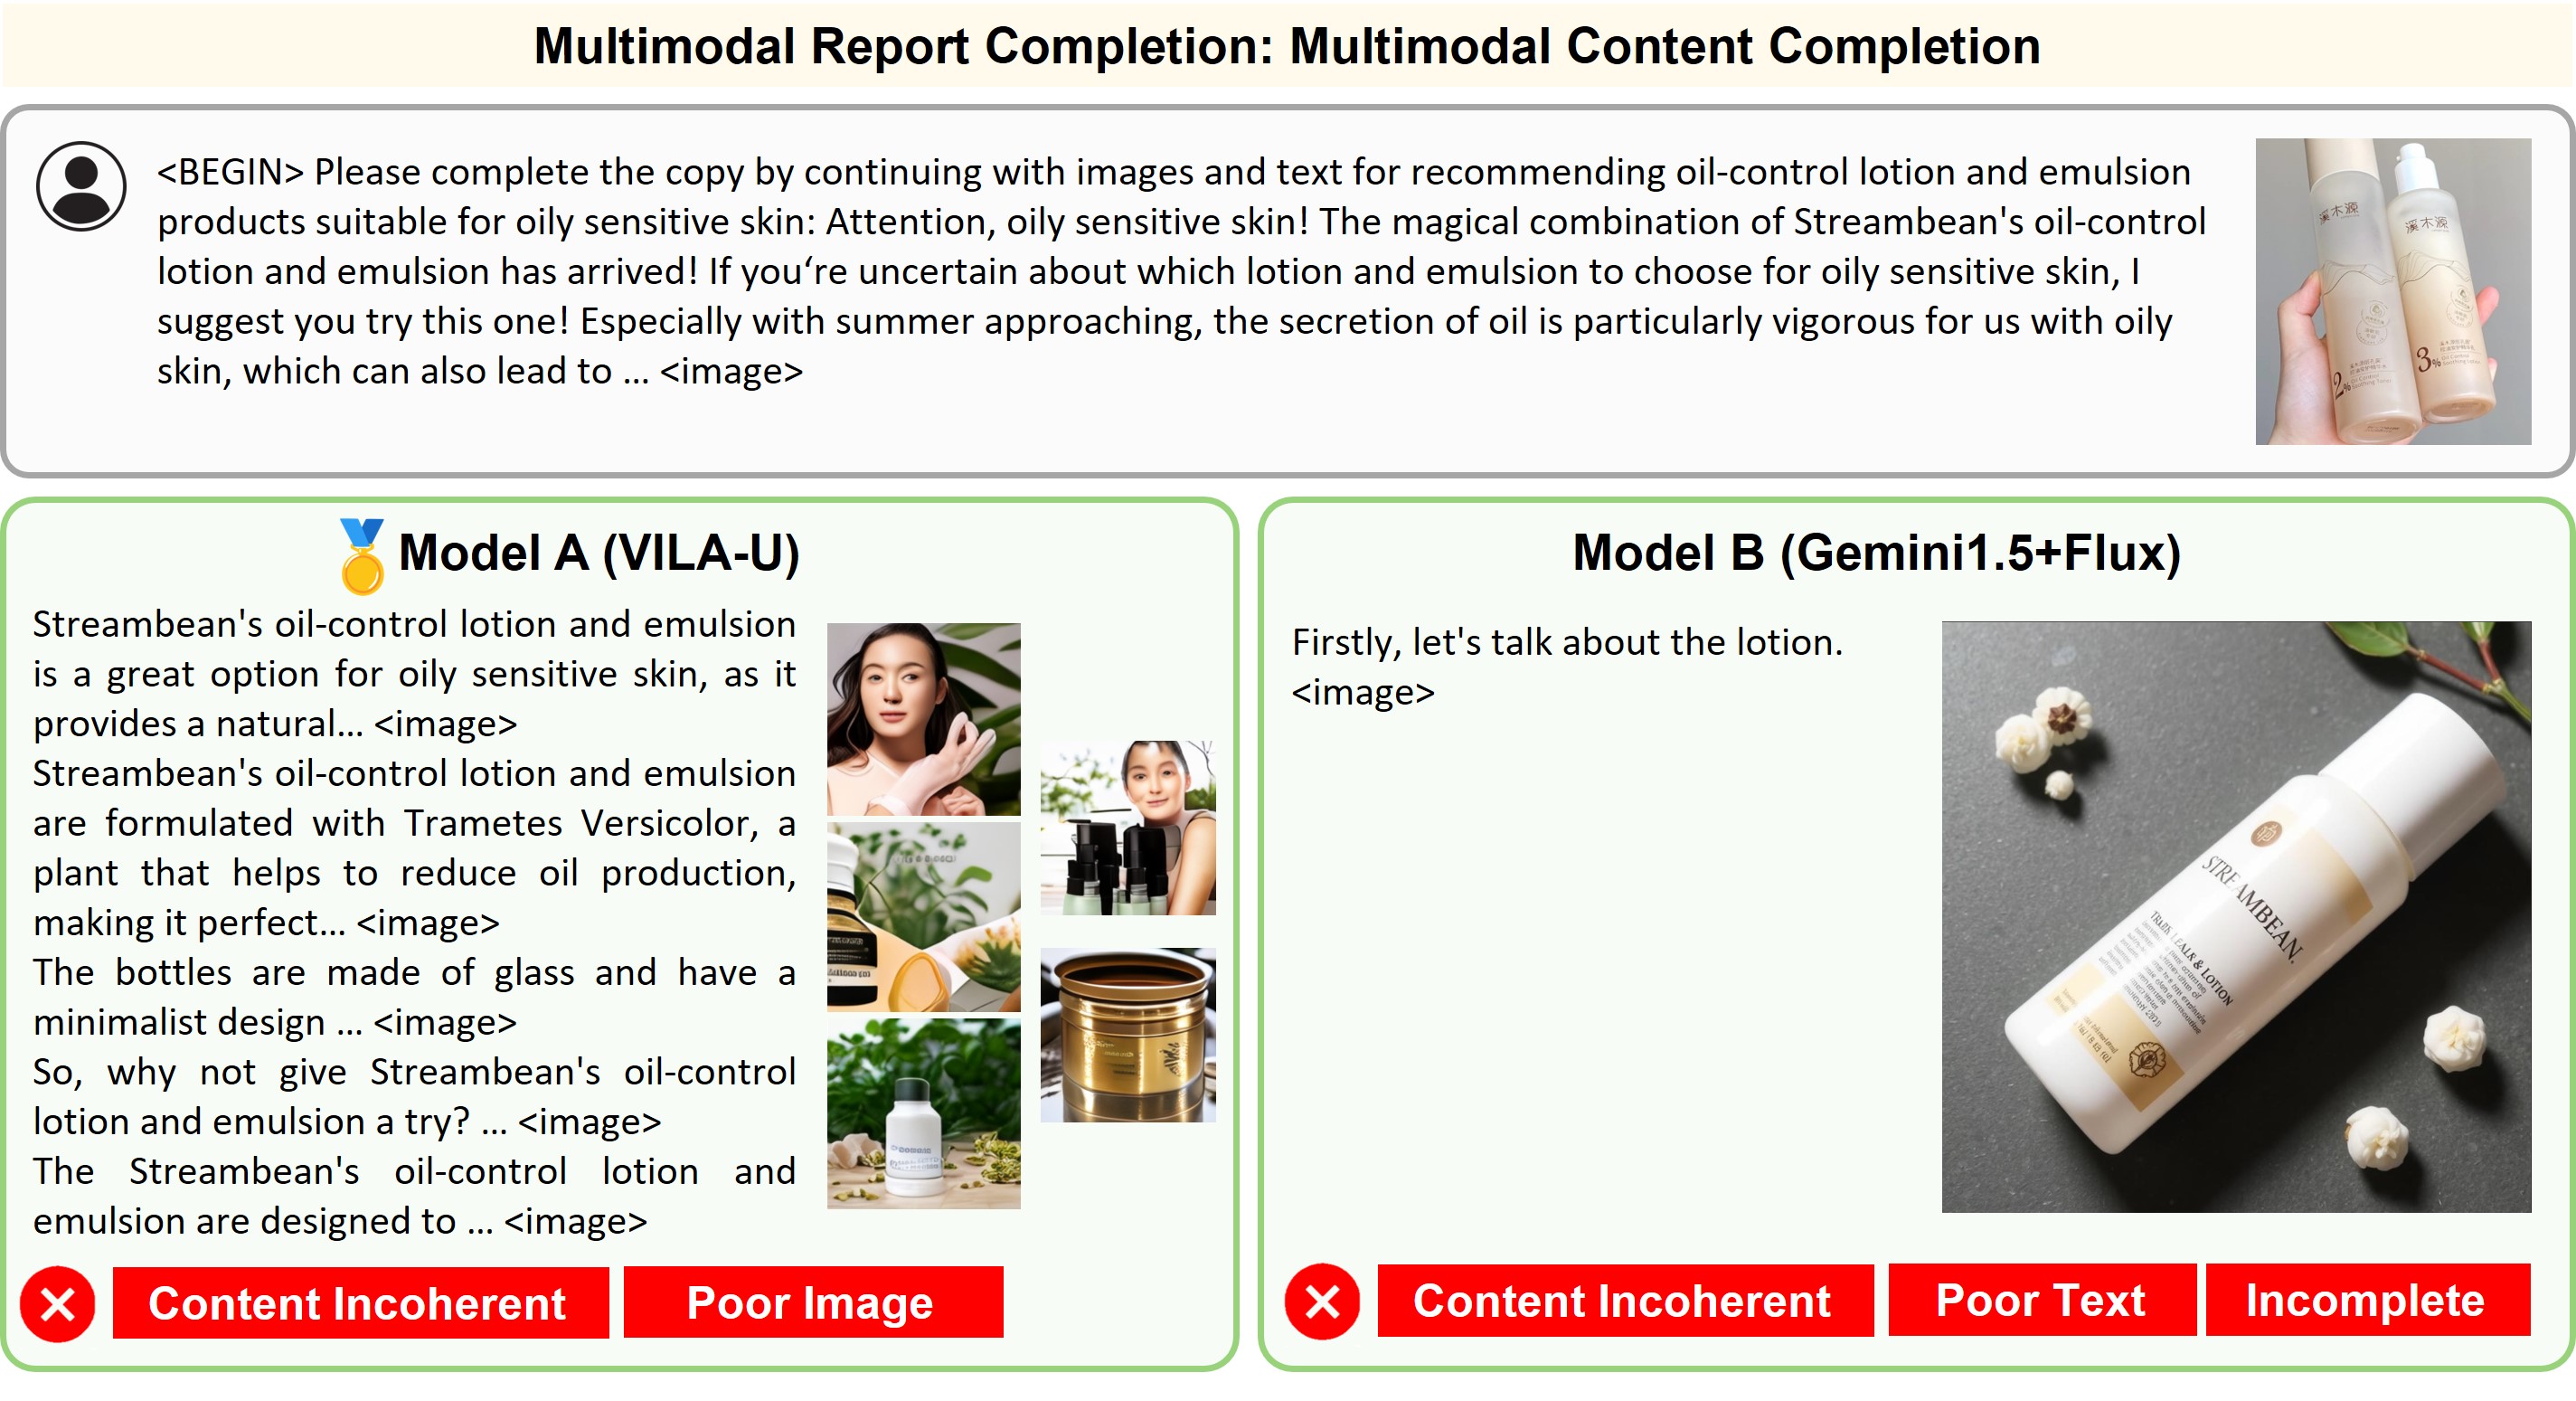 Multimodal Report Completion: Multimodal Content Completion
<BEGIN> Please complete the copy by continuing with images and text for recommending oil-control lotion and emulsion
products suitable for oily sensitive skin: Attention, oily sensitive skin! The magical combination of Streambean's oil-control
lotion and emulsion has arrived! If you‘re uncertain about which lotion and emulsion to choose for oily sensitive skin, I
suggest you try this one! Especially with summer approaching, the secretion of oil is particularly vigorous for us with oily
skin, which can also lead to ... <image>
溪木源
溪木源
2%
3%
Model A (VILA-U)
Streambean's oil-control lotion and emulsion
is a great option for oily sensitive skin, as it
provides a natural... <image>
Streambean's oil-control lotion and emulsion
are formulated with Trametes Versicolor, a
plant that helps to reduce oil production,
making it perfect... <image>
The bottles are made of glass and have a
minimalist design ... <image>
So, why not give Streambean's oil-control
lotion and emulsion a try? ... <image>
The Streambean's oil-control lotion and
emulsion are designed to ... <image>
Content Incoherent
Poor Image
Model B (Gemini1.5+Flux)
Firstly, let's talk about the lotion.
<image>
STREAMBEAN.
& LOTION
Content Incoherent
Poor Text
Incomplete